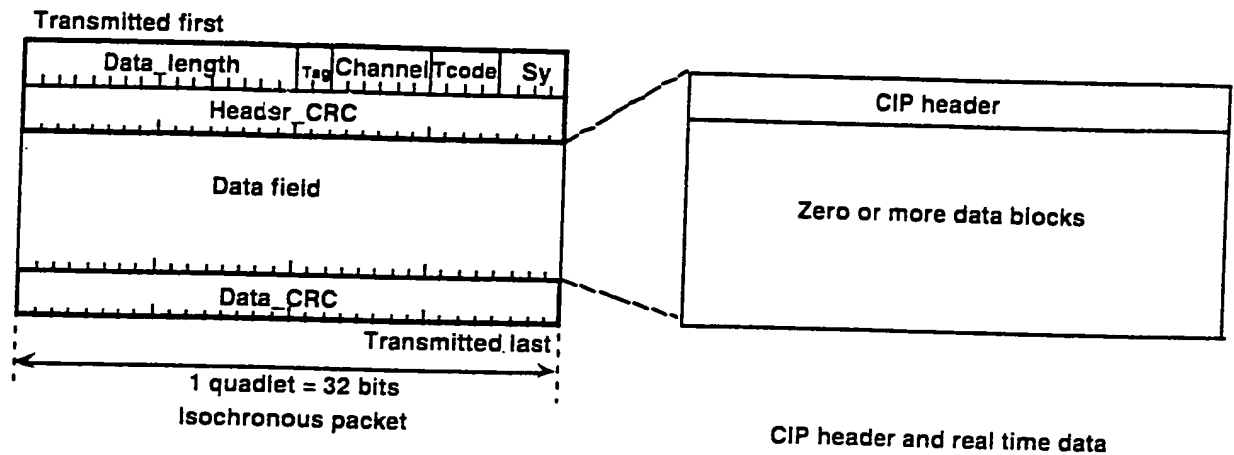 Transmitted first
Data_length Tag Channel Tcode Sy
Header_CRC
Data field
Data_CRC
Transmitted last
1 quadlet = 32 bits
Isochronous packet
CIP header
Zero or more data blocks
CIP header and real time data